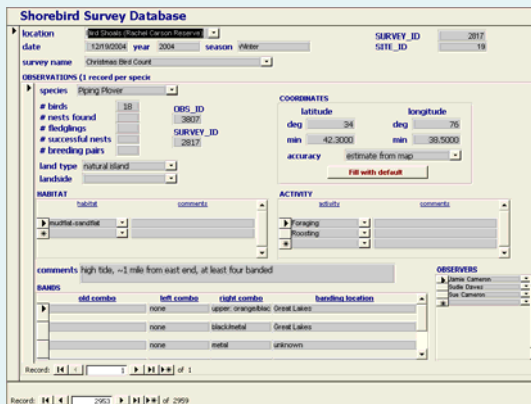 Shorebird Survey Database
location Bird Shoals (Rachel Carson Reserve) SURVEY_ID 2817
date 12/19/2004 year 2004 season Winter SITE_ID 19
survey name Christmas Bird Count
OBSERVATIONS (1 record per specie
species Piping Plover
# birds 18 OBS_ID
# nests found 3807
# fledglings SURVEY_ID
# successful nests 2817
# breeding pairs
land type natural island
landside
COORDINATES
latitude longitude
deg 34 deg 76
min 42.3000 min 38.5000
accuracy estimate from map
Fill with default
HABITAT
habitat comments
mudflat-sandflat
ACTIVITY
activity comments
Foraging
Roosting
comments high tide, ~1 mile from east end, at least four banded
OBSERVERS
Jamie Cameron
Sudie Daves
Sue Cameron
BANDS
old combo left combo right combo banding location
none upper: orange/blac Great Lakes
none black/metal Great Lakes
none metal unknown
Record: 1 of 1
Record: 2953 of 2959